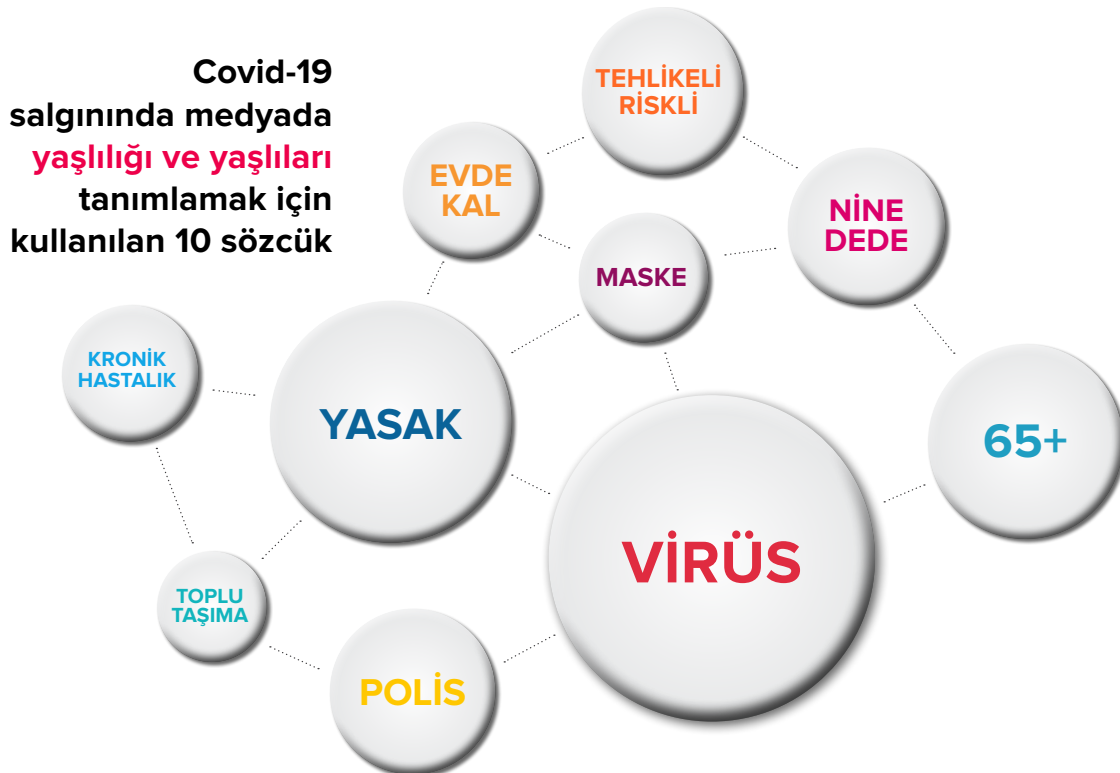 Covid-19
salgınında medyada
yaşlılığı ve yaşlıları
tanımlamak için
kullanılan 10 sözcük
TEHLİKELİ
RİSKLİ
EVDE
KAL
NİNE
DEDE
MASKE
KRONİK
HASTALIK
YASAK
65+
VİRÜS
TOPLU
TAŞIMA
POLİS